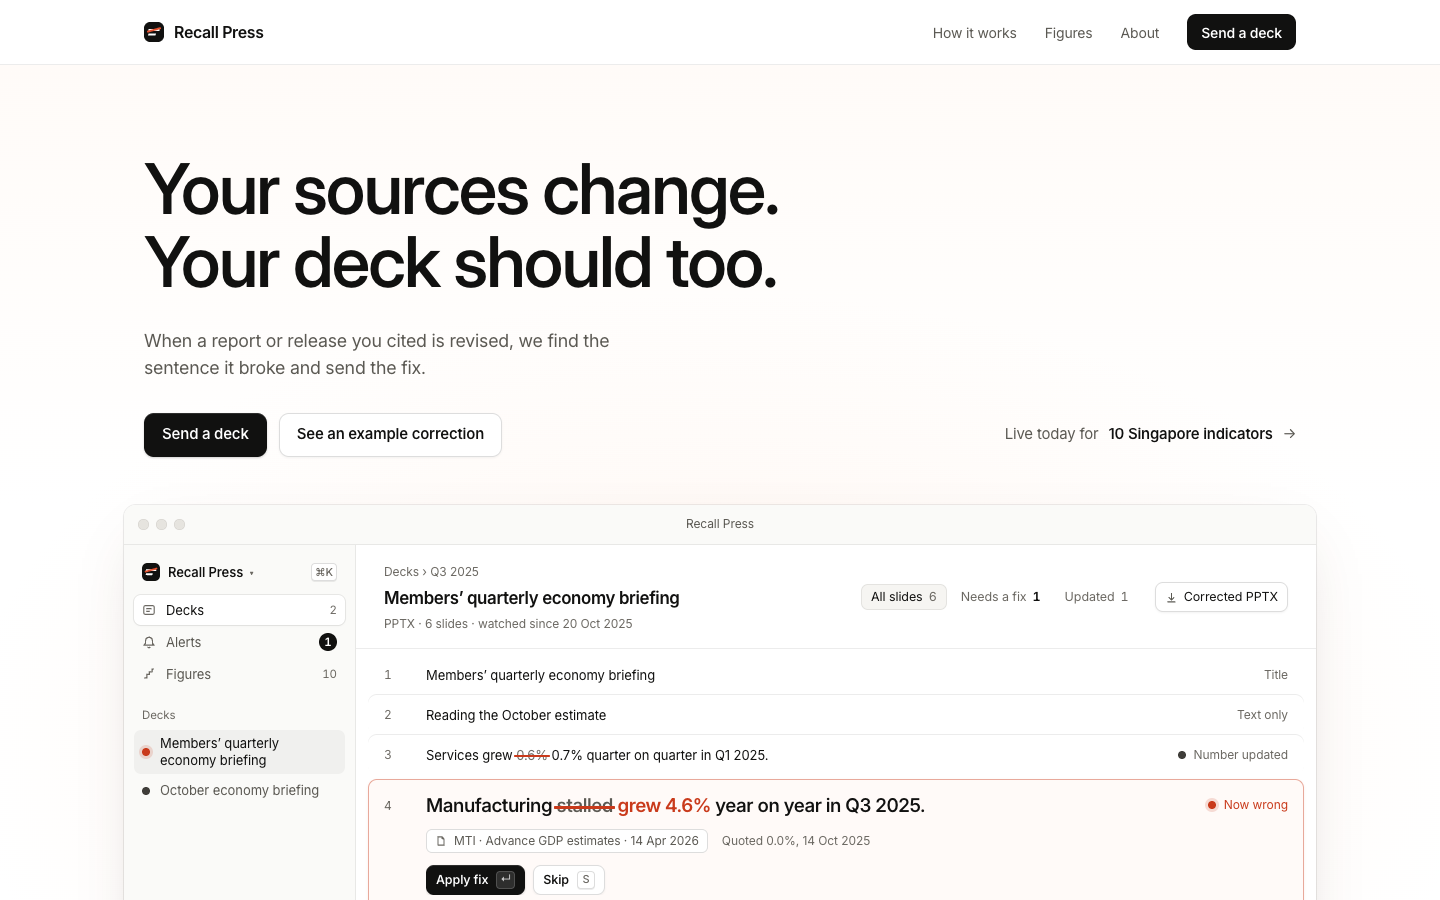 Recall Press
How it works
Figures
About
Send a deck
Your sources change.
Your deck should too.
When a report or release you cited is revised, we find the
sentence it broke and send the fix.
Send a deck
See an example correction
Live today for 10 Singapore indicators →
Recall Press
Recall Press
⌘K
Decks 2
Alerts 1
Figures 10
Decks
Members’ quarterly
economy briefing
October economy briefing
Decks › Q3 2025
Members’ quarterly economy briefing
PPTX · 6 slides · watched since 20 Oct 2025
All slides 6
Needs a fix 1
Updated 1
Corrected PPTX
1 Members’ quarterly economy briefing Title
2 Reading the October estimate Text only
3 Services grew 0.6% 0.7% quarter on quarter in Q1 2025. Number updated
4 Manufacturing stalled grew 4.6% year on year in Q3 2025. Now wrong
MTI · Advance GDP estimates · 14 Apr 2026
Quoted 0.0%, 14 Oct 2025
Apply fix ↵
Skip S